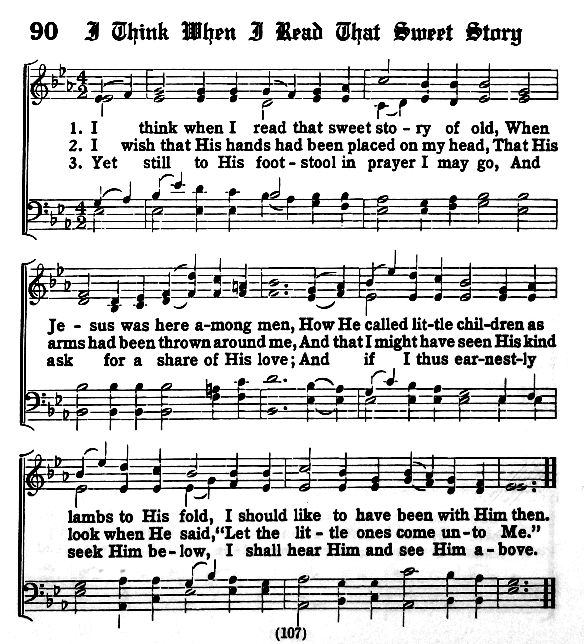 90 I Think When I Read That Sweet Story
1. I think when I read that sweet sto - ry of old, When
2. I wish that His hands had been placed on my head, That His
3. Yet still to His foot - stool in prayer I may go, And
Je - sus was here a-mong men, How He called lit-tle chil-dren as
arms had been thrown around me, And that I might have seen His kind
ask for a share of His love; And if I thus ear-nest-ly
lambs to His fold, I should like to have been with Him then.
look when He said, "Let the lit - tle ones come un-to Me."
seek Him be - low, I shall hear Him and see Him a - bove.
(107)